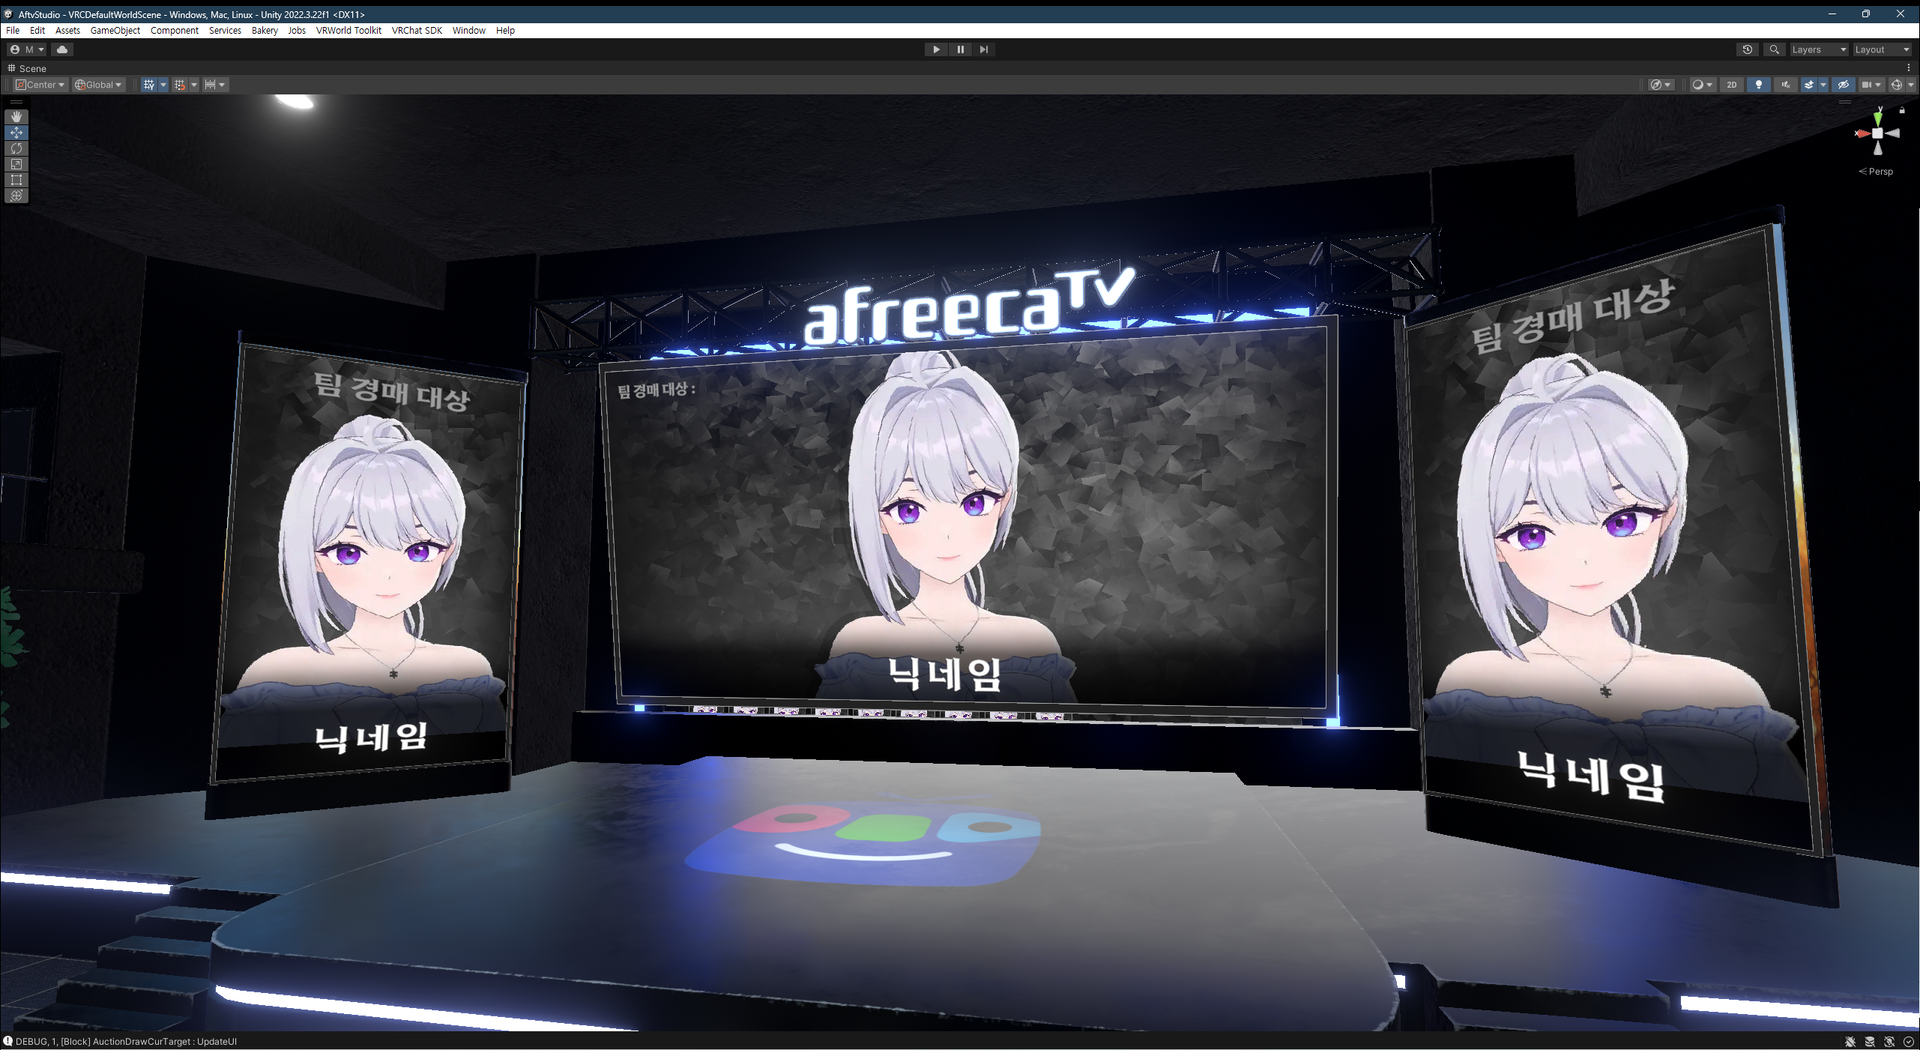 AftvStudio - VRCDefaultWorldScene - Windows, Mac, Linux - Unity 2022.3.22f1 <DX11>
File Edit Assets GameObject Component Services Bakery Jobs VRWorld Toolkit VRChat SDK Window Help
M Layers Layout
Scene
Center Global 2D
y
x
Persp
afreecaTV
팀 경매 대상
팀 경매 대상 :
팀 경매 대상
닉네임
닉네임
닉네임
DEBUG, 1, [Block] AuctionDrawCurTarget : UpdateUI